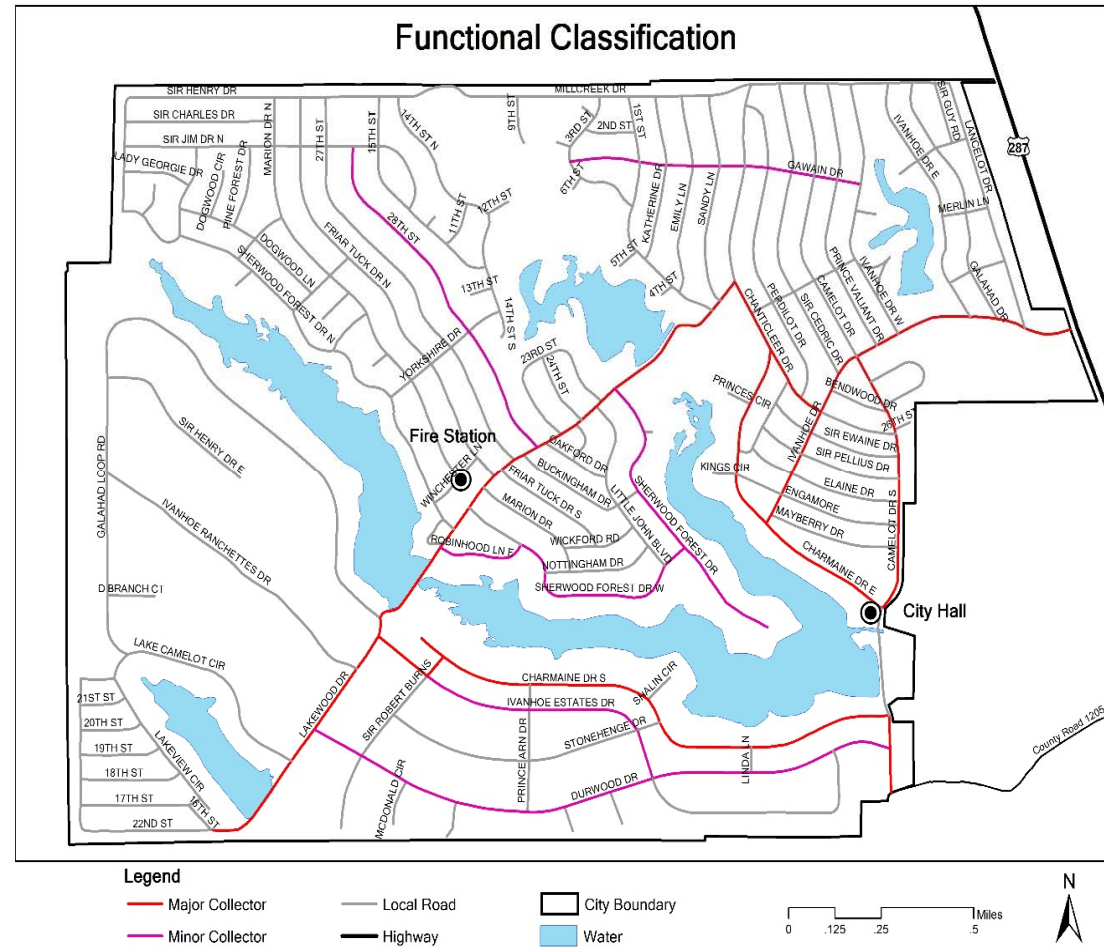 Functional Classification
SIR HENRY DR
MILLCREEK DR
SIR CHARLES DR
SIR JIM DR N
LADY GEORGIE DR
DOGWOOD CIR
PINE FOREST DR
MARION DR N
27TH ST
15TH ST
14TH ST N
9TH ST
3RD ST
2ND ST
1ST ST
6TH ST
GAWAIN DR
IVANHOE DR E
SIR GUY RD
LANCELOT DR
287
MERLIN LN
GALAHAD DR
KATHERINE DR
EMILY LN
SANDY LN
5TH ST
4TH ST
11TH ST
12TH ST
28TH ST
13TH ST
14TH ST S
DOGWOOD LN
FRIAR TUCK DR N
SHERWOOD FOREST DR N
YORKSHIRE DR
23RD ST
24TH ST
PERDILOT DR
CHANTICLEER DR
SIR CEDRIC DR
CAMELOT DR
PRINCE VALIANT DR
IVANHOE DR W
PRINCES CIR
BENDWOOD DR
26TH ST
IVANHOE DR
SIR EWAINE DR
SIR PELLIUS DR
KINGS CIR
ELAINE DR
ENGAMORE
MAYBERRY DR
CAMELOT DR S
CHARMAINE DR E
City Hall
Fire Station
WINCHESTER LN
OAKFORD DR
BUCKINGHAM DR
FRIAR TUCK DR S
MARION DR
LITTLE JOHN BLVD
SHERWOOD FOREST DR
WICKFORD RD
ROBINHOOD LN E
NOTTINGHAM DR
SHERWOOD FOREST DR W
GALAHAD LOOP RD
SIR HENRY DR E
IVANHOE RANCHETTES DR
D BRANCH CT
LAKE CAMELOT CIR
21ST ST
20TH ST
19TH ST
18TH ST
17TH ST
16TH ST
22ND ST
LAKEVIEW CIR
LAKEWOOD DR
SIR ROBERT BURNS
CHARMAINE DR S
IVANHOE ESTATES DR
SHALIN CIR
STONEHENGE DR
PRINCE ARN DR
MCDONALD CIR
DURWOOD DR
LINDA LN
County Road 1205
Legend
Major Collector
Local Road
City Boundary
Minor Collector
Highway
Water
0 .125 .25 .5
Miles
N